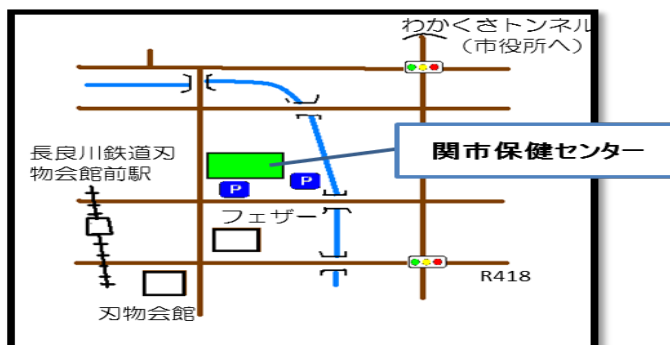 わかくさトンネル
（市役所へ）
長良川鉄道刃
物会館前駅
関市保健センター
P
P
フェザー
R418
刃物会館